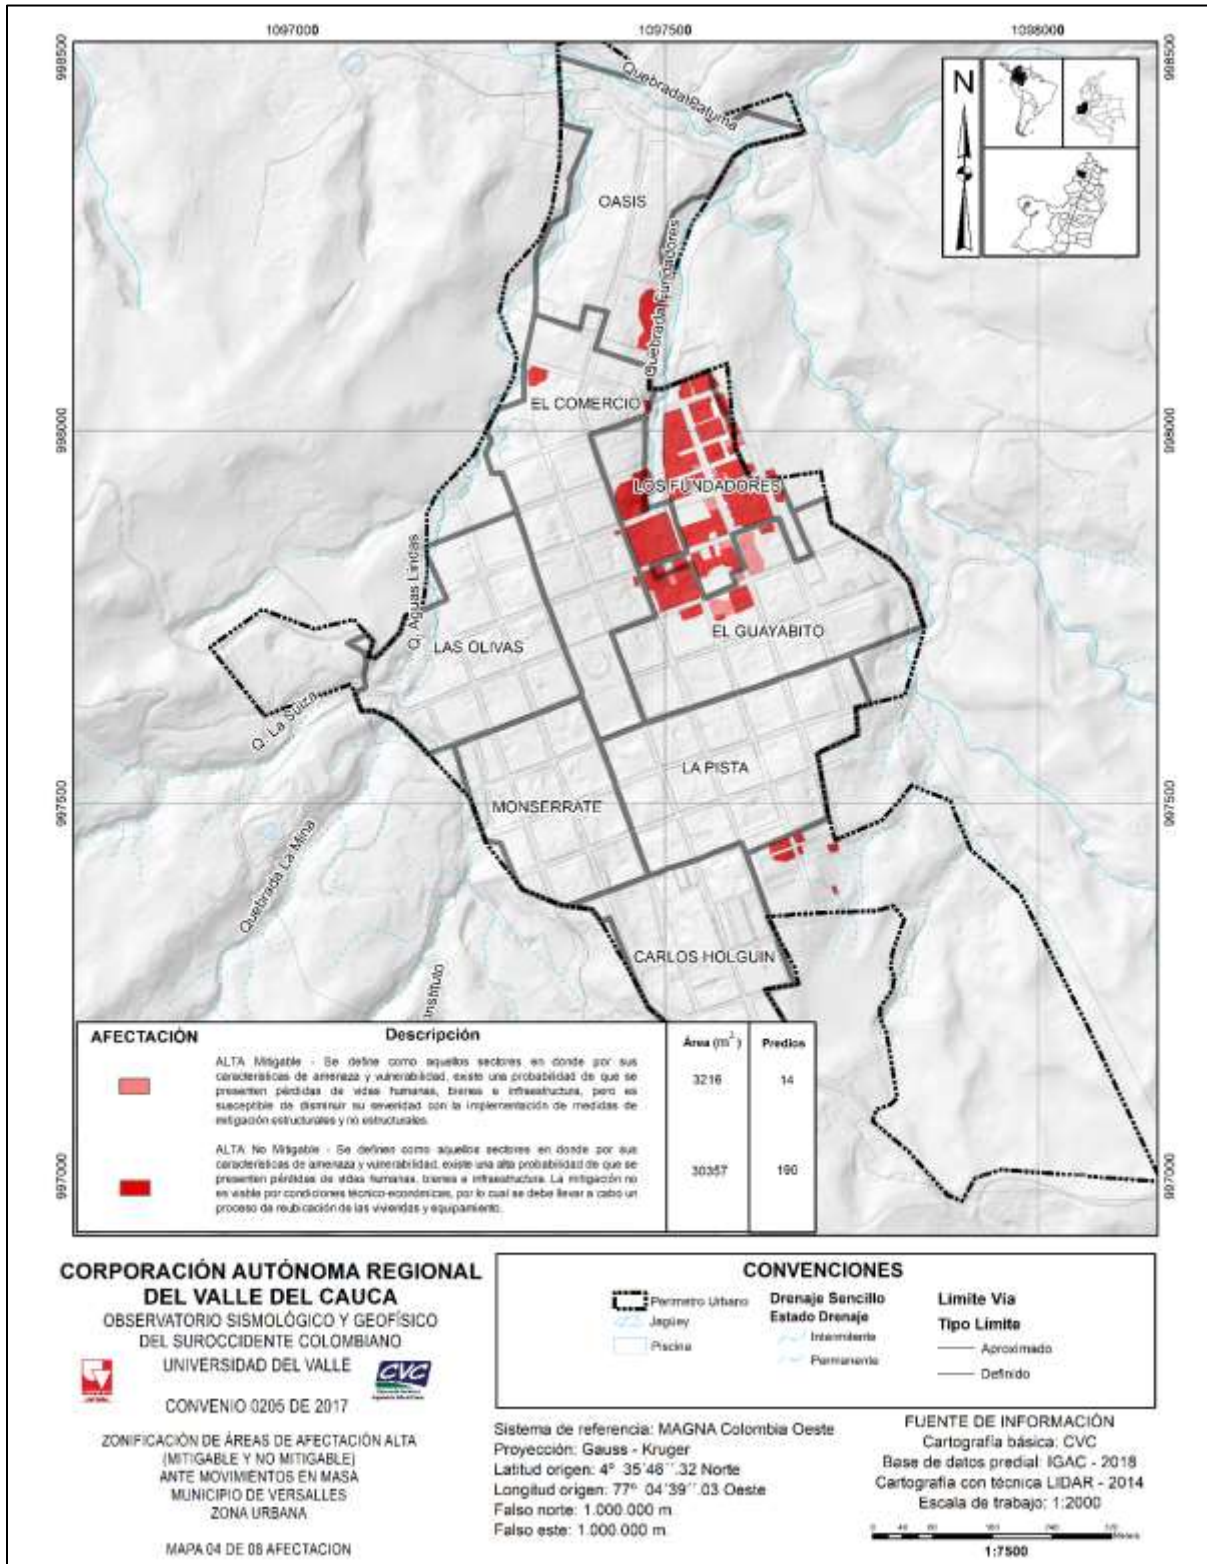 1097000
1097500
1098000
998500
998500
N
Quebrada Patuma
OASIS
Quebrada Fundadores
EL COMERCIO
998000
998000
LOS FUNDADORES
Q. Aguas Lindas
EL GUAYABITO
LAS OLIVAS
Q. La Suiza
LA PISTA
MONSERRATE
997500
997500
Quebrada La Mina
CARLOS HOLGUIN
nstituto
997000
997000
AFECTACIÓN
Descripción
Área (m²)
Predios
ALTA Mitigable - Se define como aquellos sectores en donde por sus
características de amenaza y vulnerabilidad, existe una probabilidad de que se
presenten pérdidas de vidas humanas, bienes e infraestructura, pero es
susceptible de disminuir su severidad con la implementación de medidas de
mitigación estructurales y no estructurales.
3216
14
ALTA No Mitigable - Se definen como aquellos sectores en donde por sus
características de amenaza y vulnerabilidad, existe una alta probabilidad de que se
presenten pérdidas de vidas humanas, bienes e infraestructura. La mitigación no
es viable por condiciones técnico-económicas, por lo cual se debe llevar a cabo un
proceso de reubicación de las viviendas y equipamiento.
30357
190
CORPORACIÓN AUTÓNOMA REGIONAL
DEL VALLE DEL CAUCA
OBSERVATORIO SISMOLÓGICO Y GEOFÍSICO
DEL SUROCCIDENTE COLOMBIANO
UNIVERSIDAD DEL VALLE
CVC
CONVENIO 0205 DE 2017
ZONIFICACIÓN DE ÁREAS DE AFECTACIÓN ALTA
(MITIGABLE Y NO MITIGABLE)
ANTE MOVIMIENTOS EN MASA
MUNICIPIO DE VERSALLES
ZONA URBANA
MAPA 04 DE 08 AFECTACION
CONVENCIONES
Perimetro Urbano
Jagüey
Piscina
Drenaje Sencillo
Estado Drenaje
Intermitente
Permanente
Limite Via
Tipo Límite
Aproximado
Definido
Sistema de referencia: MAGNA Colombia Oeste
Proyección: Gauss - Kruger
Latitud origen: 4° 35´46´´.32 Norte
Longitud origen: 77° 04´39´´.03 Oeste
Falso norte: 1.000.000 m
Falso este: 1.000.000 m
FUENTE DE INFORMACIÓN
Cartografía básica: CVC
Base de datos predial: IGAC - 2018
Cartografía con técnica LIDAR - 2014
Escala de trabajo: 1:2000
1:7500